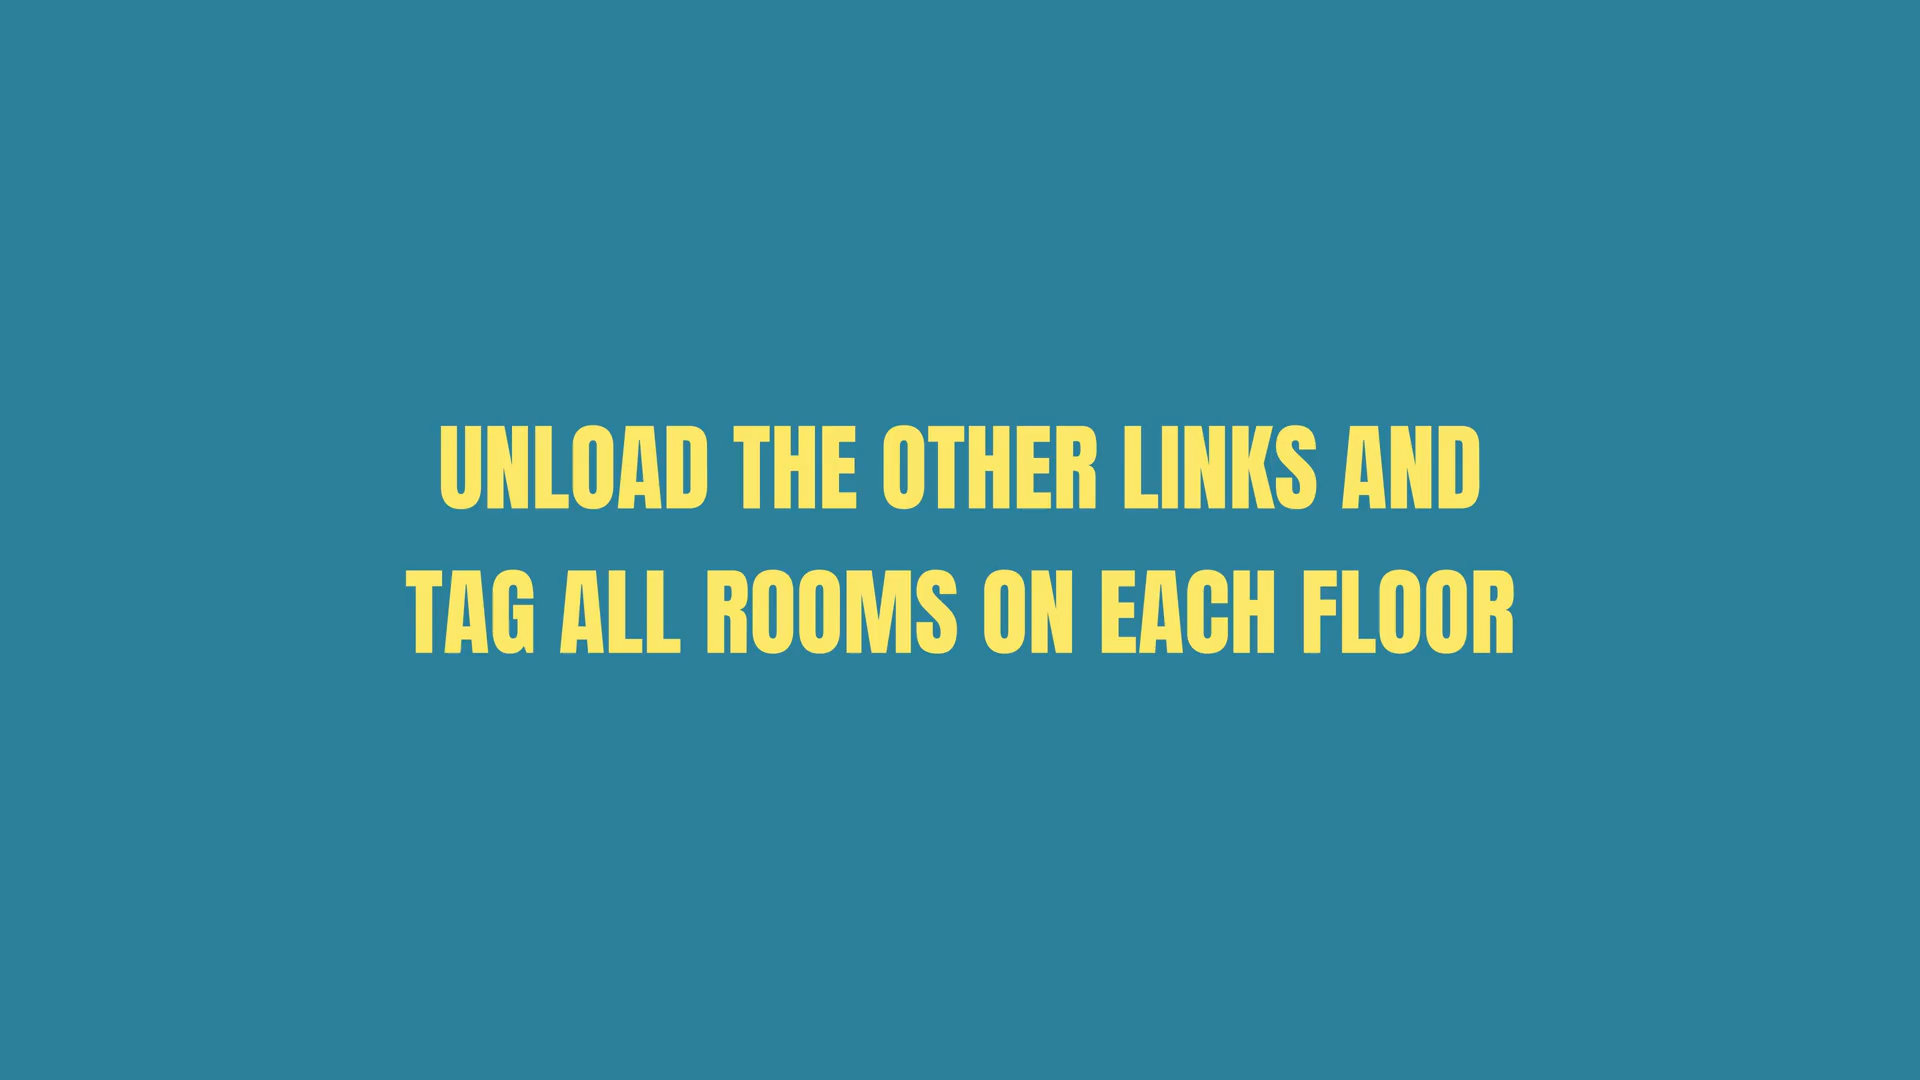 UNLOAD THE OTHER LINKS AND
TAG ALL ROOMS ON EACH FLOOR